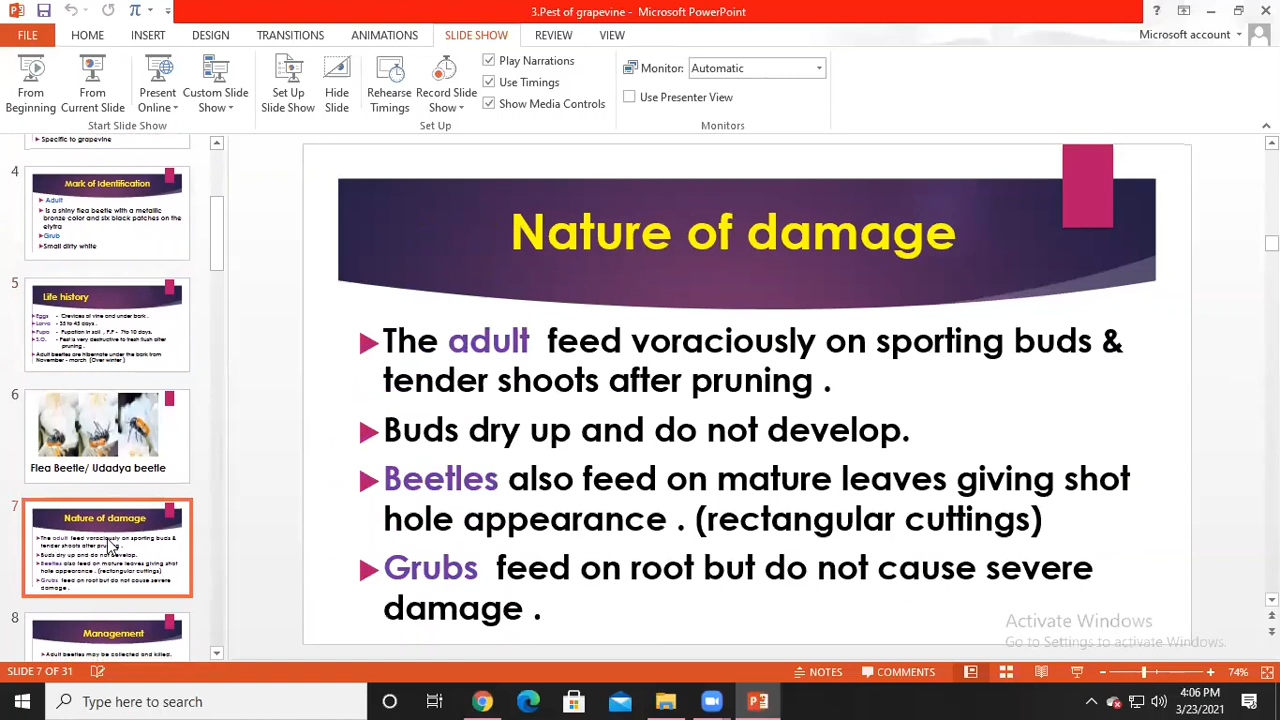 3.Pest of grapevine - Microsoft PowerPoint
FILE HOME INSERT DESIGN TRANSITIONS ANIMATIONS SLIDE SHOW REVIEW VIEW Microsoft account
From Beginning
From Current Slide
Present Online
Custom Slide Show
Set Up Slide Show
Hide Slide
Rehearse Timings
Record Slide Show
Play Narrations
Use Timings
Show Media Controls
Monitor: Automatic
Use Presenter View
Start Slide Show Set Up Monitors
Specific to grapevine
4
Mark of Identification
Adult
Is a shiny flea beetle with a metallic
bronze color and six black patches on the
elytra
Grub
Small dirty white
5
Life history
Eggs - Crevices of vine and under bark .
Larva - 35 to 45 days .
Pupa - Pupation in soil , P.P - 7to 10 days.
S.O. - Pest is very destructive to fresh flush after
pruning .
Adult beetles are hibernate under the bark from
November - march (Over winter )
6
Flea Beetle/ Udadya beetle
7
Nature of damage
The adult feed voraciously on sporting buds &
tender shoots after pruning .
Buds dry up and do not develop.
Beetles also feed on mature leaves giving shot
hole appearance . (rectangular cuttings)
Grubs feed on root but do not cause severe
damage .
8
Management
Adult beetles may be collected and killed.
Nature of damage
The adult feed voraciously on sporting buds &
tender shoots after pruning .
Buds dry up and do not develop.
Beetles also feed on mature leaves giving shot
hole appearance . (rectangular cuttings)
Grubs feed on root but do not cause severe
damage .
Activate Windows
Go to Settings to activate Windows.
SLIDE 7 OF 31 NOTES COMMENTS 74%
Type here to search
4:06 PM
3/23/2021